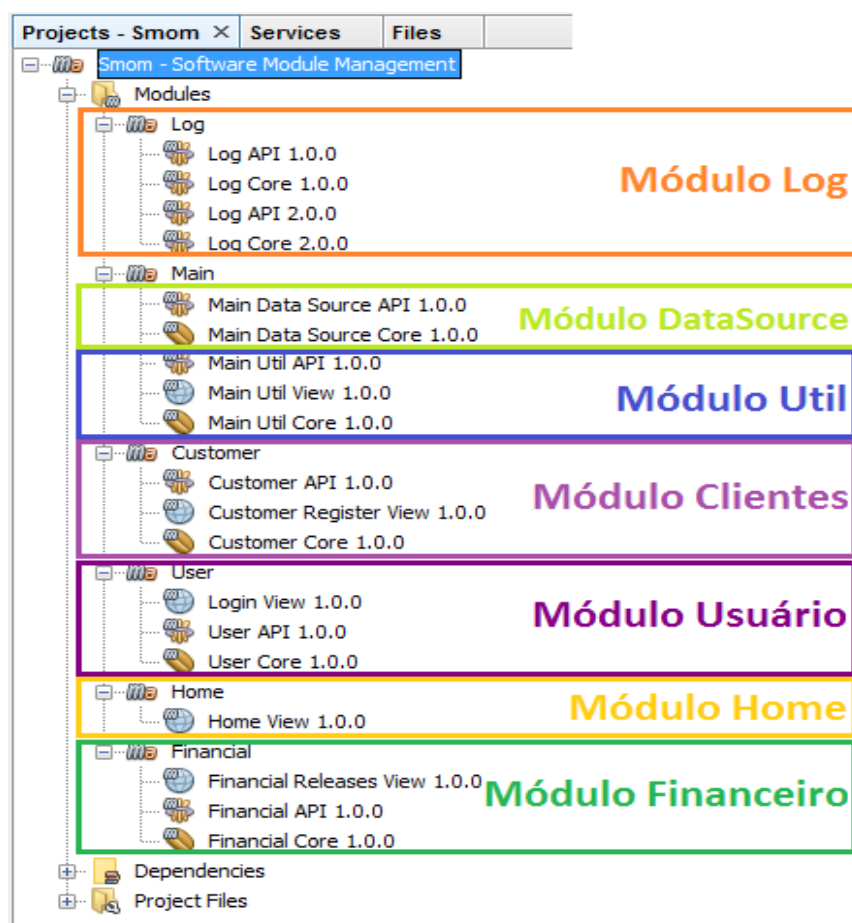 Projects - Smom × Services Files
Smom - Software Module Management
Modules
Log
Log API 1.0.0
Log Core 1.0.0
Log API 2.0.0
Log Core 2.0.0
Módulo Log
Main
Main Data Source API 1.0.0
Main Data Source Core 1.0.0
Módulo DataSource
Main Util API 1.0.0
Main Util View 1.0.0
Main Util Core 1.0.0
Módulo Util
Customer
Customer API 1.0.0
Customer Register View 1.0.0
Customer Core 1.0.0
Módulo Clientes
User
Login View 1.0.0
User API 1.0.0
User Core 1.0.0
Módulo Usuário
Home
Home View 1.0.0
Módulo Home
Financial
Financial Releases View 1.0.0
Financial API 1.0.0
Financial Core 1.0.0
Módulo Financeiro
Dependencies
Project Files